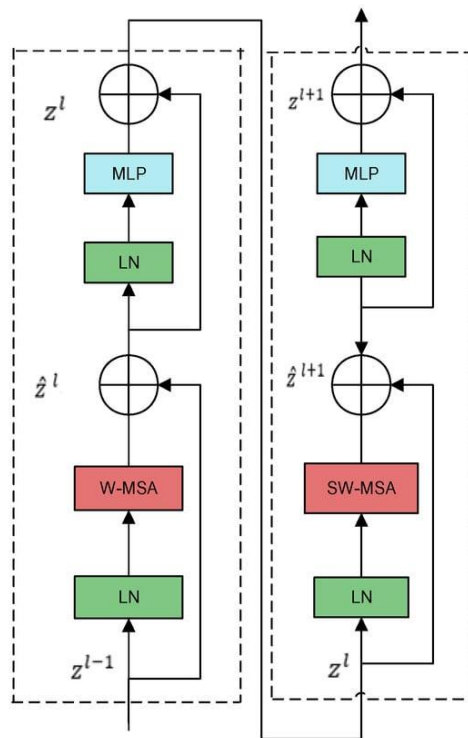 z^l
MLP
LN
ẑ^l
W-MSA
LN
z^{l-1}
z^{l+1}
MLP
LN
ẑ^{l+1}
SW-MSA
LN
z^l